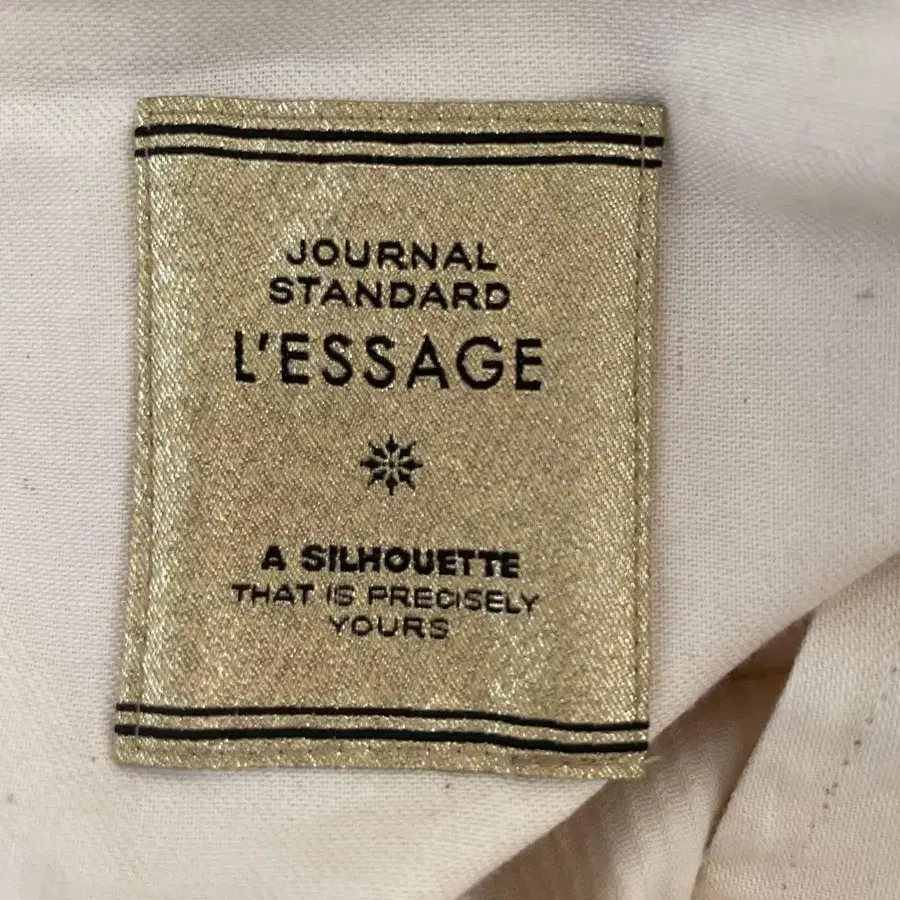 JOURNAL
STANDARD
L'ESSAGE
A SILHOUETTE
THAT IS PRECISELY
YOURS